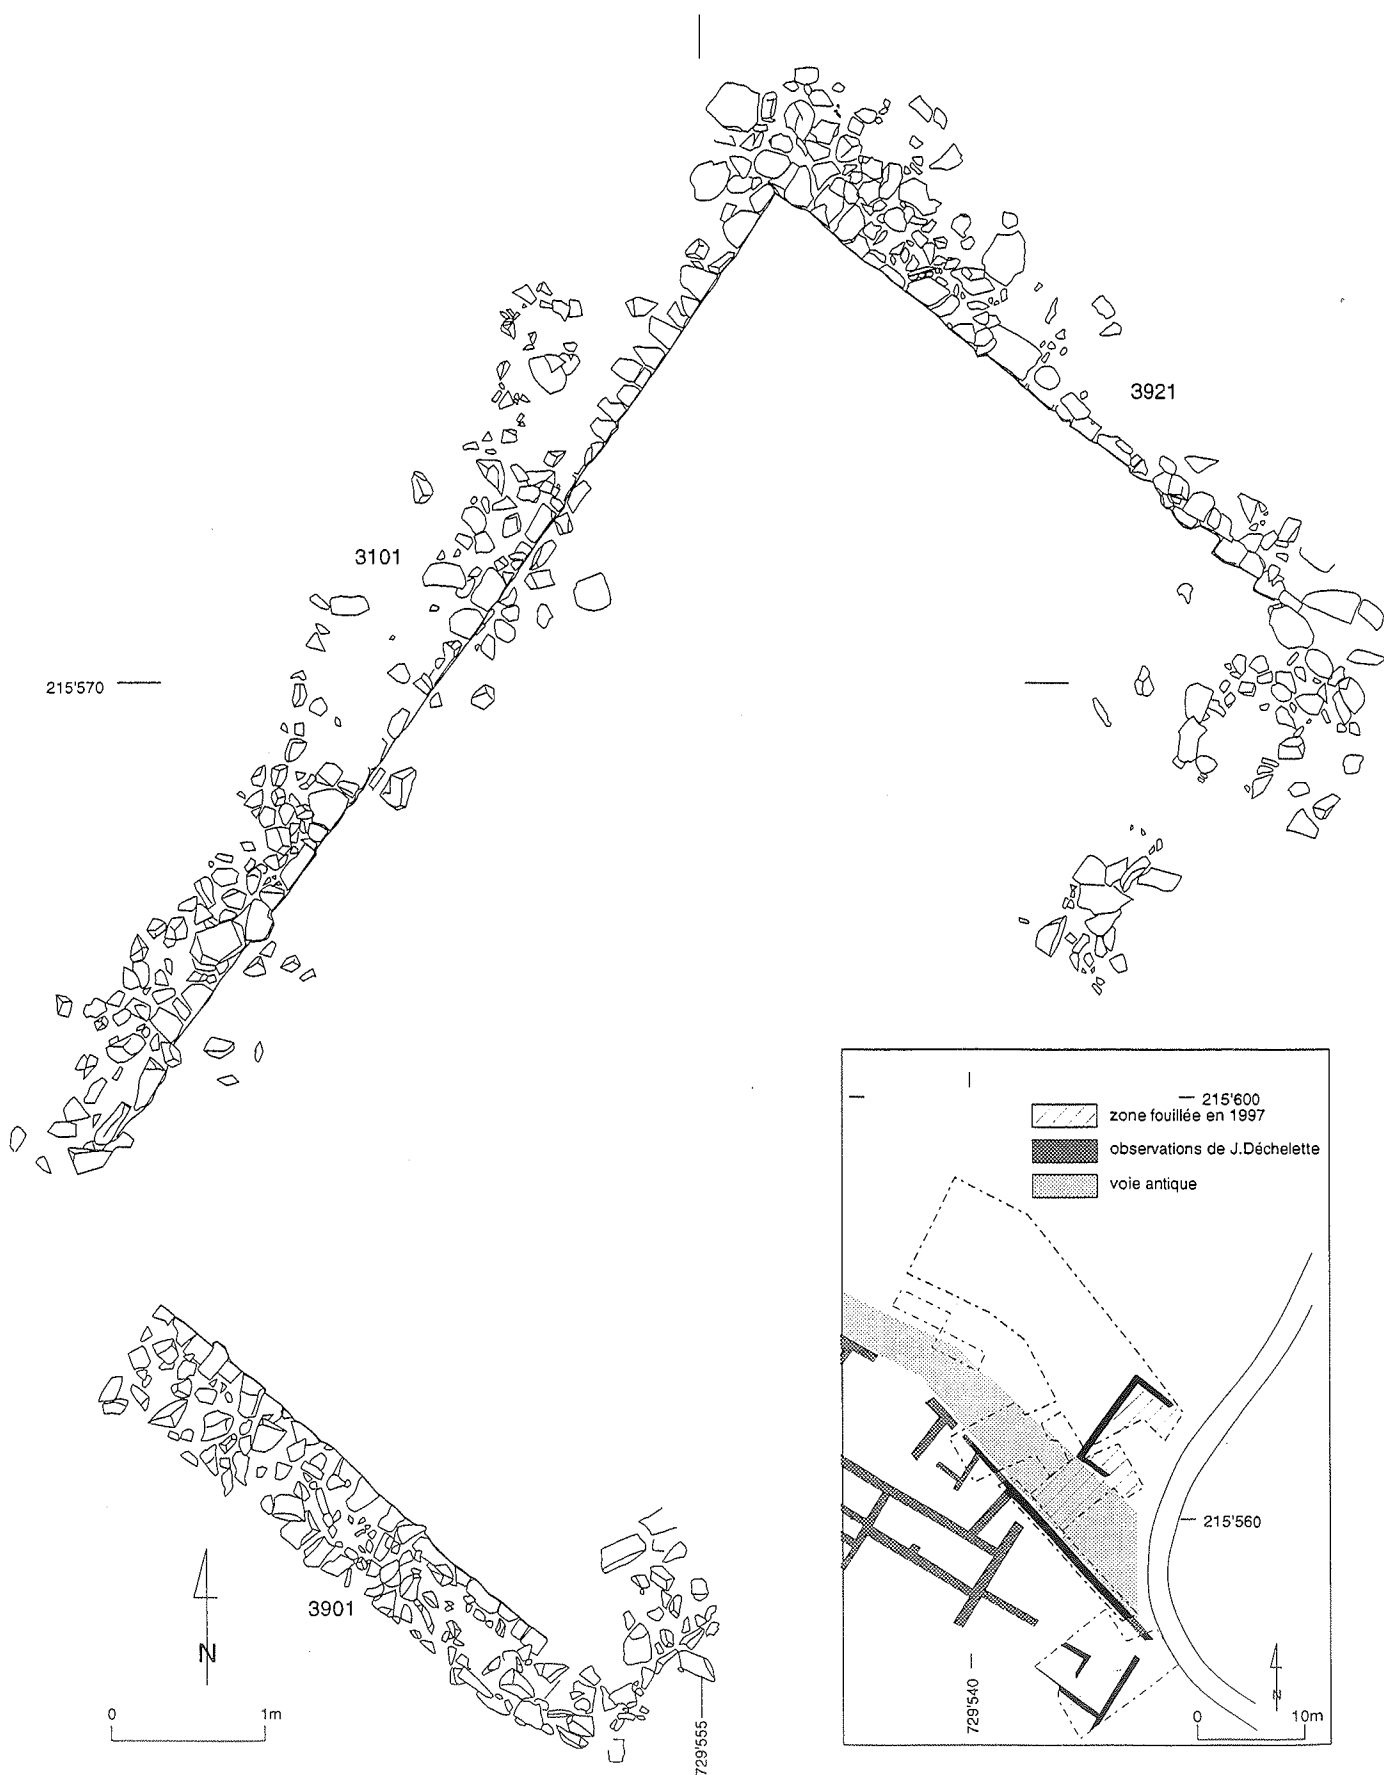 3921
3101
215'570
215'600
zone fouillée en 1997
observations de J.Déchelette
voie antique
215'560
3901
N
0
1m
729'555
729'540
N
0
10m